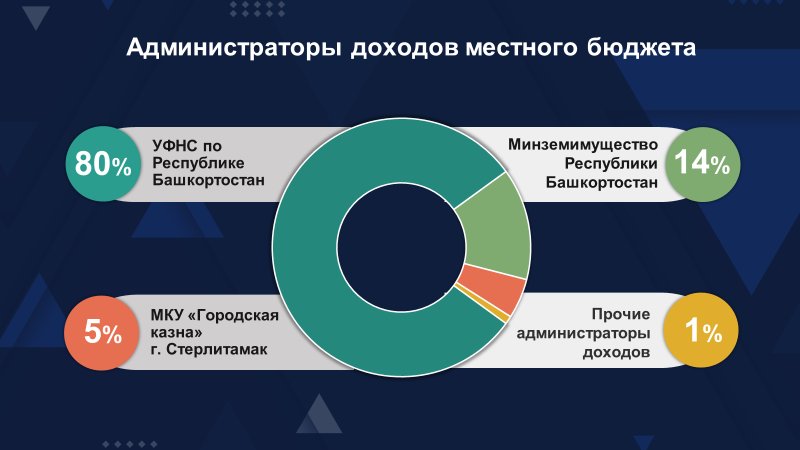 Администраторы доходов местного бюджета
80%
УФНС по
Республике
Башкортостан
Минземимущество
Республики
Башкортостан
14%
5%
МКУ «Городская
казна»
г. Стерлитамак
Прочие
администраторы
доходов
1%